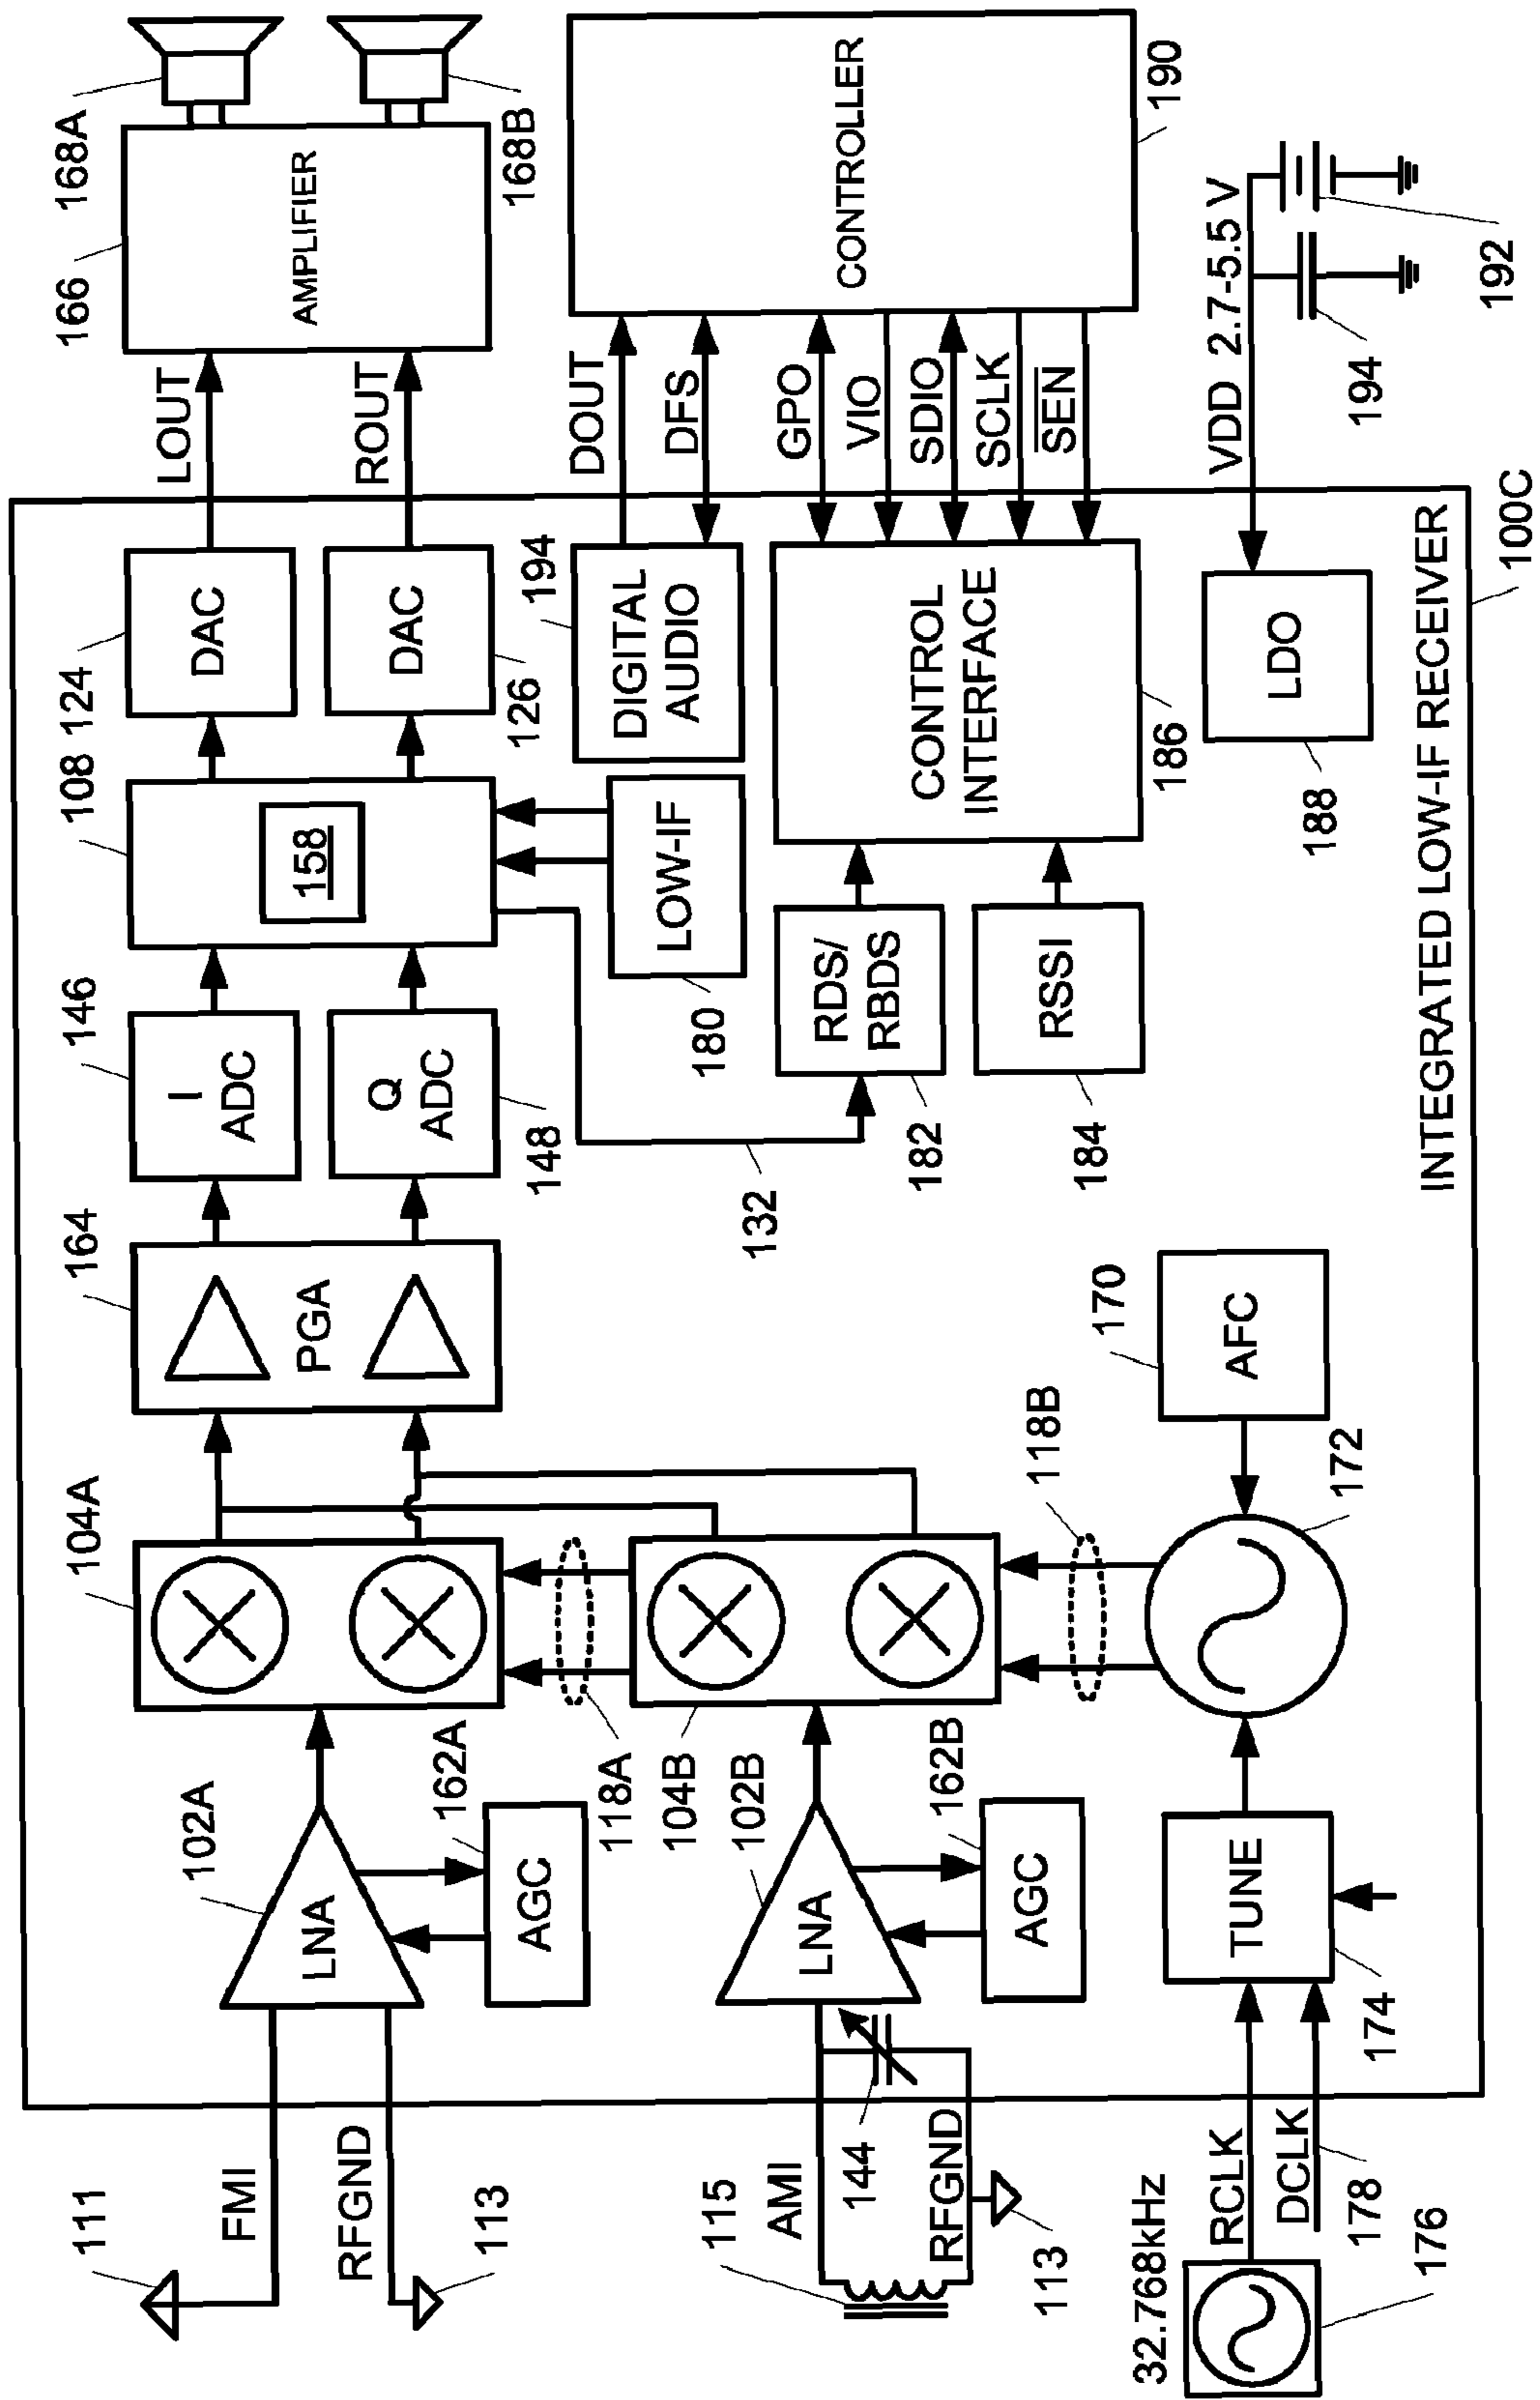 111
FMI
RFGND
113
102A
LNA
162A
AGC
104A
118A
164
PGA
146
I
ADC
Q
ADC
148
108
158
124
DAC
DAC
126
LOUT
ROUT
166
AMPLIFIER
168A
168B
115
AMI
144
RFGND
113
104B
102B
LNA
162B
AGC
118B
132
LOW-IF
180
194
DIGITAL
AUDIO
DOUT
DFS
RDS/
RBDS
182
RSSI
184
CONTROL
INTERFACE
186
GPO
VIO
SDIO
SCLK
SEN
CONTROLLER
190
32.768kHz
RCLK
DCLK
178
176
TUNE
174
172
170
AFC
LDO
188
VDD 2.7-5.5 V
194
192
INTEGRATED LOW-IF RECEIVER
100C